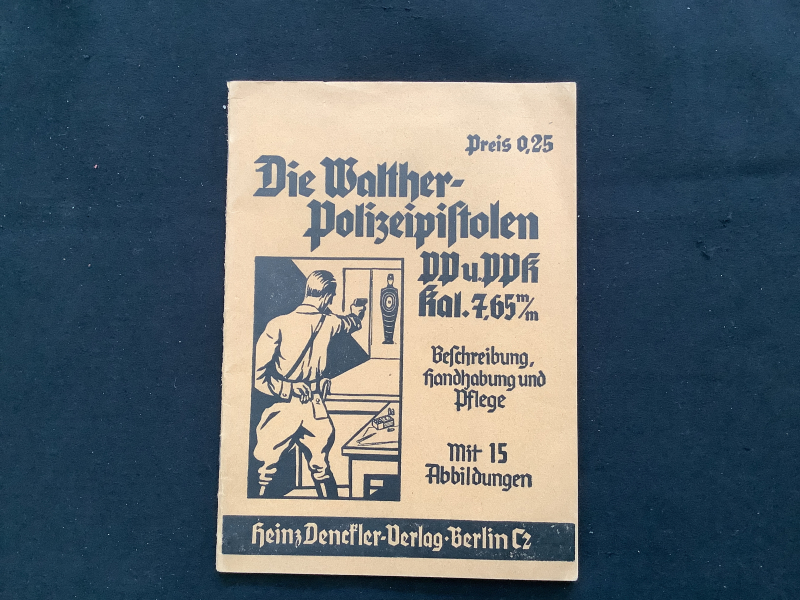 Preis 0,25
Die Walther-
Polizeipistolen
PP u. PPK
Kal. 7,65 m/m
Beschreibung,
Handhabung und
Pflege
Mit 15
Abbildungen
Heinz Denckler-Verlag · Berlin C2